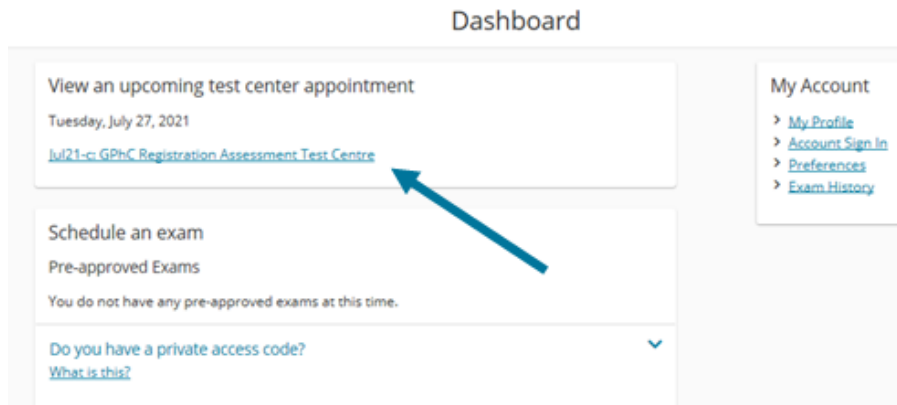 Dashboard
View an upcoming test center appointment
Tuesday, July 27, 2021
Jul21-c: GPhC Registration Assessment Test Centre
Schedule an exam
Pre-approved Exams
You do not have any pre-approved exams at this time.
Do you have a private access code?
What is this?
My Account
My Profile
Account Sign In
Preferences
Exam History